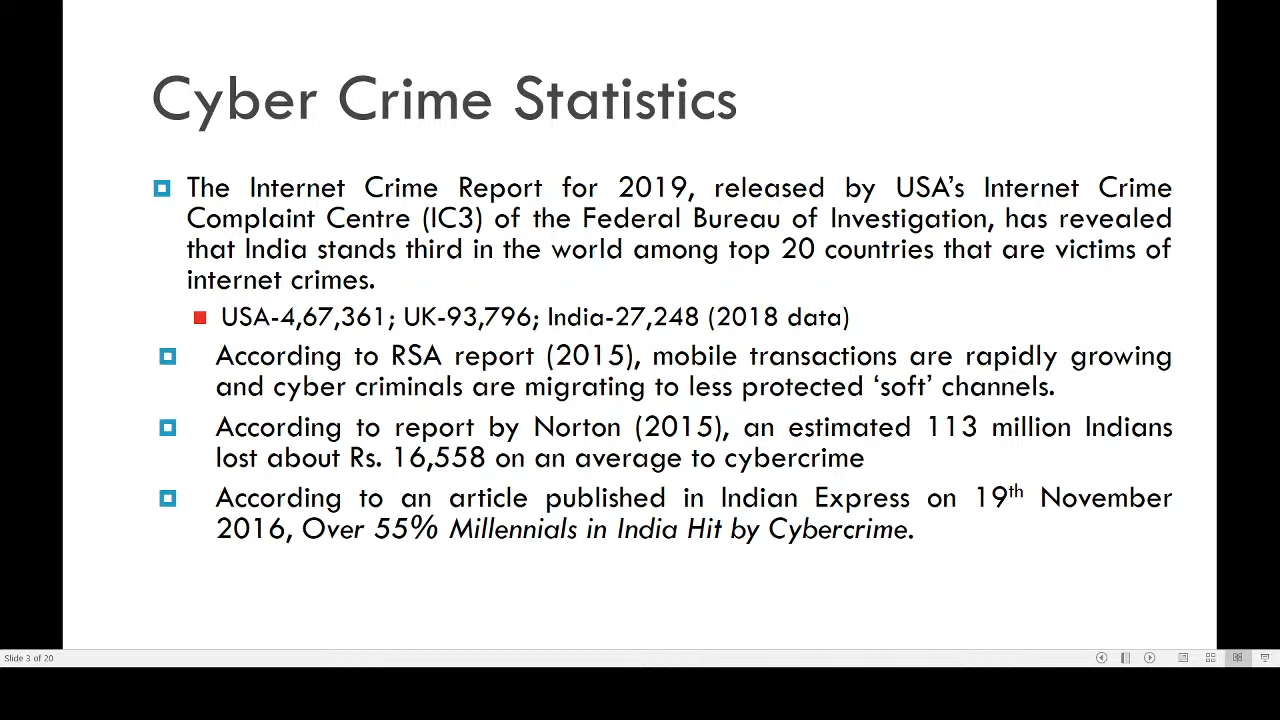 Cyber Crime Statistics
The Internet Crime Report for 2019, released by USA’s Internet Crime
Complaint Centre (IC3) of the Federal Bureau of Investigation, has revealed
that India stands third in the world among top 20 countries that are victims of
internet crimes.
USA-4,67,361; UK-93,796; India-27,248 (2018 data)
According to RSA report (2015), mobile transactions are rapidly growing
and cyber criminals are migrating to less protected ‘soft’ channels.
According to report by Norton (2015), an estimated 113 million Indians
lost about Rs. 16,558 on an average to cybercrime
According to an article published in Indian Express on 19th November
2016, Over 55% Millennials in India Hit by Cybercrime.
Slide 3 of 20